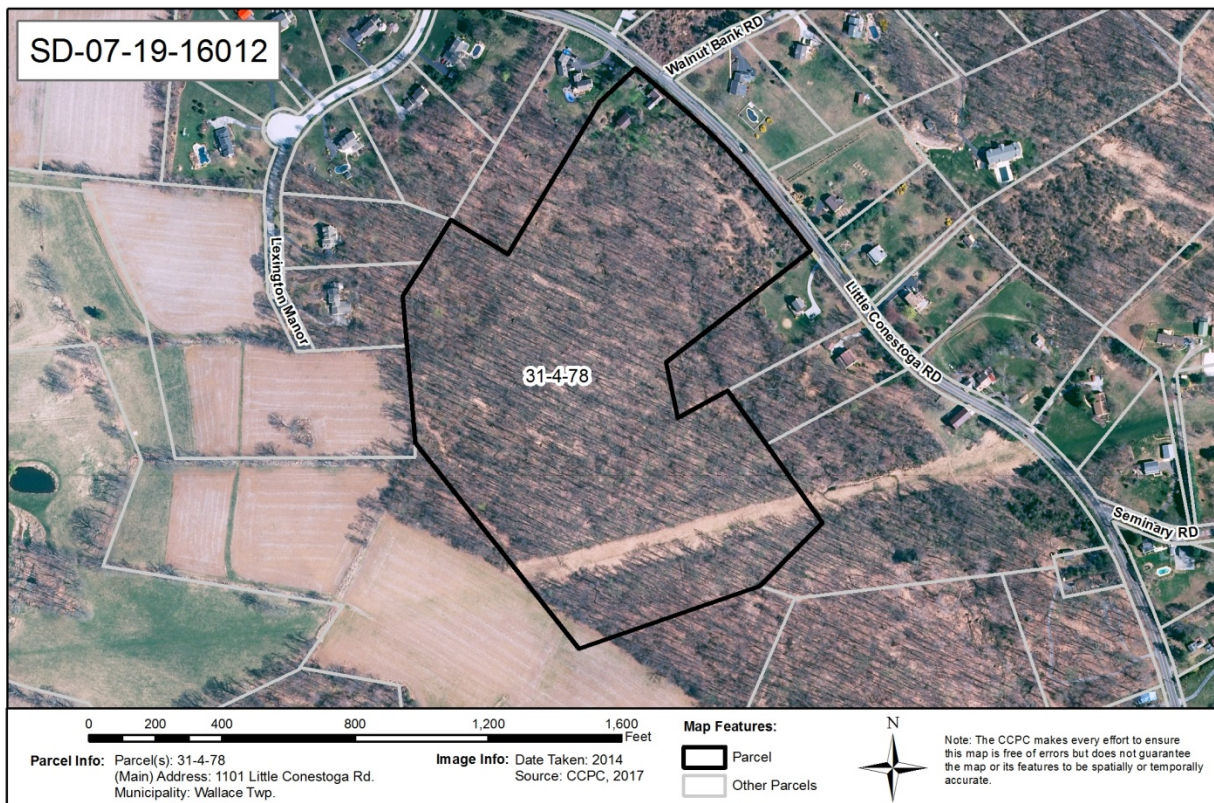 SD-07-19-16012
Walnut Bank RD
Lexington Manor
Little Conestoga RD
31-4-78
Seminary RD
0 200 400 800 1,200 1,600
Feet
Parcel Info: Parcel(s): 31-4-78
(Main) Address: 1101 Little Conestoga Rd.
Municipality: Wallace Twp.
Image Info: Date Taken: 2014
Source: CCPC, 2017
Map Features:
Parcel
Other Parcels
N
Note: The CCPC makes every effort to ensure
this map is free of errors but does not guarantee
the map or its features to be spatially or temporally
accurate.